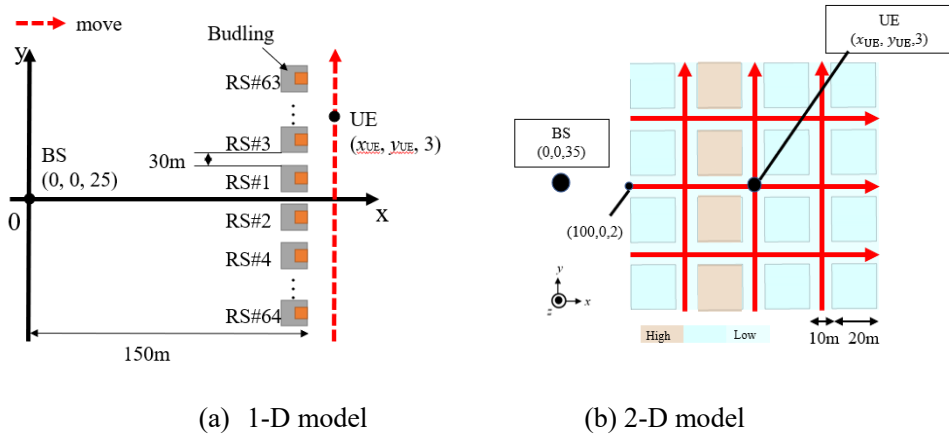 move
y
Budling
RS#63
RS#3
30m
RS#1
UE
(xUE, yUE, 3)
BS
(0, 0, 25)
0
x
RS#2
RS#4
RS#64
150m
(a) 1-D model
UE
(xUE, yUE,3)
BS
(0,0,35)
(100,0,2)
y
z
x
High
Low
10m
20m
(b) 2-D model